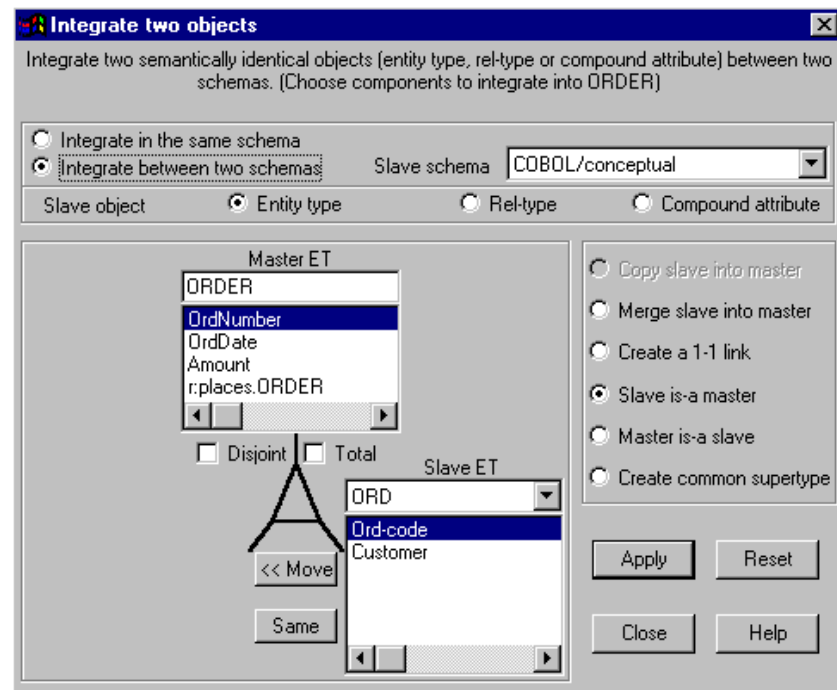 Integrate two objects
Integrate two semantically identical objects (entity type, rel-type or compound attribute) between two
schemas. (Choose components to integrate into ORDER)
Integrate in the same schema
Integrate between two schemas
Slave schema
COBOL/conceptual
Slave object
Entity type
Rel-type
Compound attribute
Master ET
ORDER
OrdNumber
OrdDate
Amount
r:places.ORDER
Disjoint
Total
Slave ET
ORD
Ord-code
Customer
<< Move
Same
Copy slave into master
Merge slave into master
Create a 1-1 link
Slave is-a master
Master is-a slave
Create common supertype
Apply
Reset
Close
Help